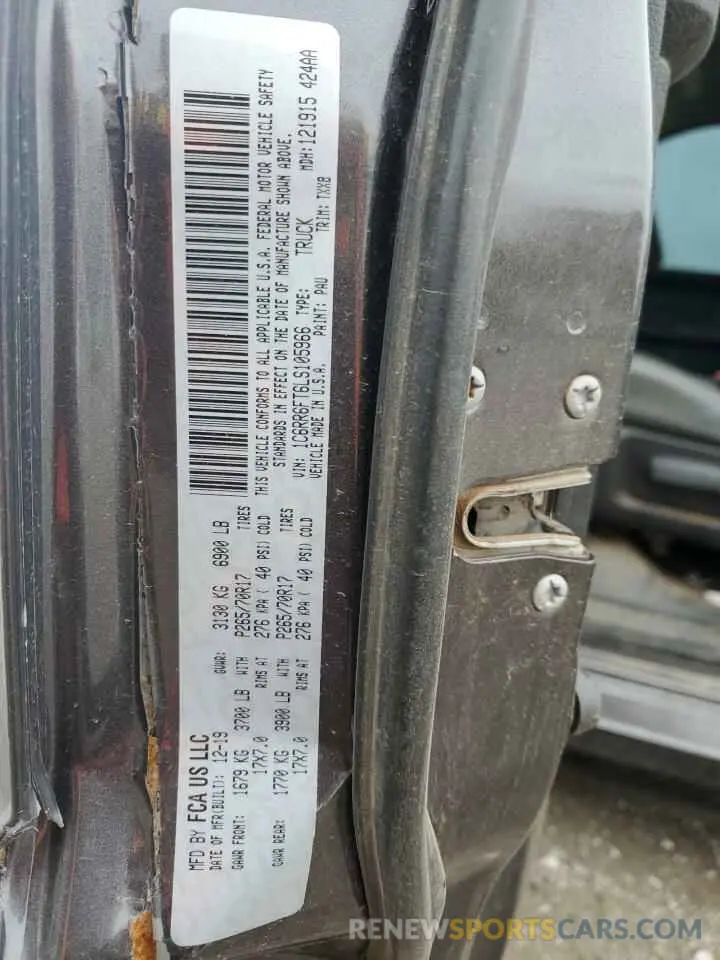 MFD BY FCA US LLC
DATE OF MFR(BUILT): 12-19 GVWR: 3130 KG 6900 LB
GAWR FRONT: 1679 KG 3700 LB WITH P265/70R17 TIRES
17X7.0 RIMS AT 276 KPA ( 40 PSI) COLD
GAWR REAR: 1770 KG 3900 LB WITH P265/70R17 TIRES
17X7.0 RIMS AT 276 KPA ( 40 PSI) COLD
THIS VEHICLE CONFORMS TO ALL APPLICABLE U.S.A. FEDERAL MOTOR VEHICLE SAFETY
STANDARDS IN EFFECT ON THE DATE OF MANUFACTURE SHOWN ABOVE.
VIN: 1C6RR6FT6LS105966 TYPE: TRUCK MDH:121915 424AA
VEHICLE MADE IN U.S.A. PAINT: PAU TRIM: TXX8
RENEWSPORTCAR.COM